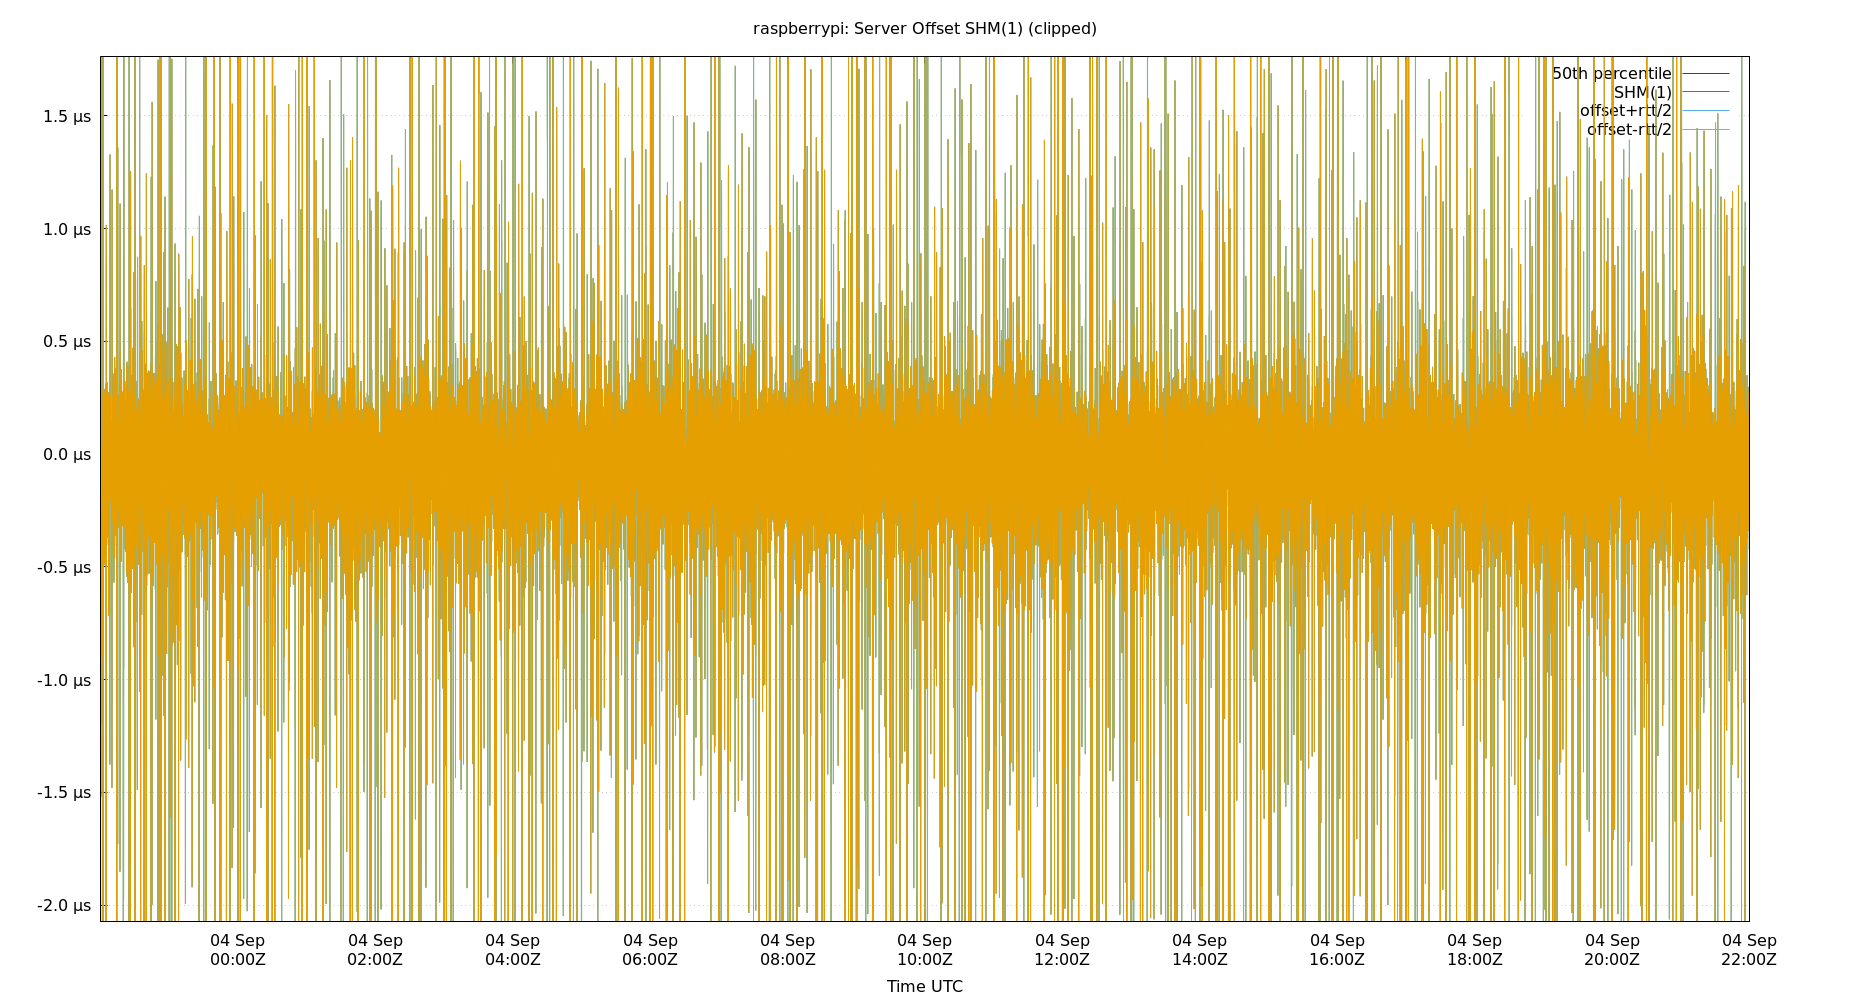 raspberrypi: Server Offset SHM(1) (clipped)
50th percentile
SHM(1)
offset+rtt/2
offset-rtt/2
1.5 µs
1.0 µs
0.5 µs
0.0 µs
-0.5 µs
-1.0 µs
-1.5 µs
-2.0 µs
04 Sep 04 Sep 04 Sep 04 Sep 04 Sep 04 Sep 04 Sep 04 Sep 04 Sep 04 Sep 04 Sep 04 Sep
00:00Z 02:00Z 04:00Z 06:00Z 08:00Z 10:00Z 12:00Z 14:00Z 16:00Z 18:00Z 20:00Z 22:00Z
Time UTC